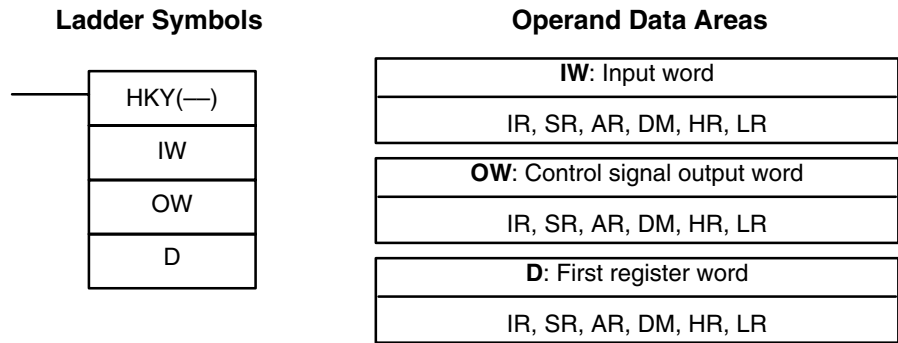 Ladder Symbols
HKY(—)
IW
OW
D
Operand Data Areas
IW: Input word
IR, SR, AR, DM, HR, LR
OW: Control signal output word
IR, SR, AR, DM, HR, LR
D: First register word
IR, SR, AR, DM, HR, LR